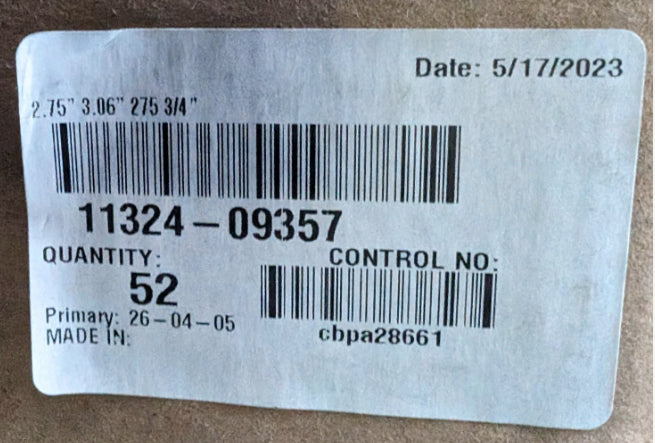 Date: 5/17/2023
2.75" 3.06" 275 3/4"
11324-09357
QUANTITY:
CONTROL NO:
52
Primary: 26-04-05
cbpa28661
MADE IN: